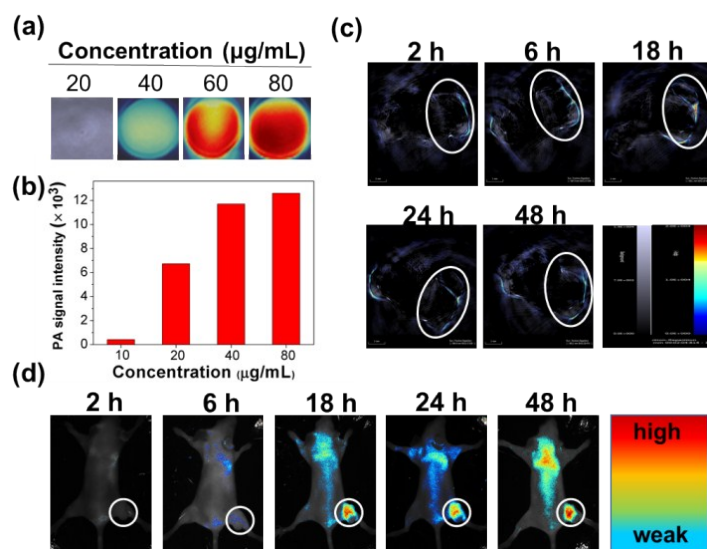 (a)
Concentration (µg/mL)
20 40 60 80
(b)
PA signal intensity (× 10³)
12
10
8
6
4
2
0
10 20 40 80
Concentration (µg/mL)
(c)
2 h 6 h 18 h
24 h 48 h
(d)
2 h 6 h 18 h 24 h 48 h
high
weak